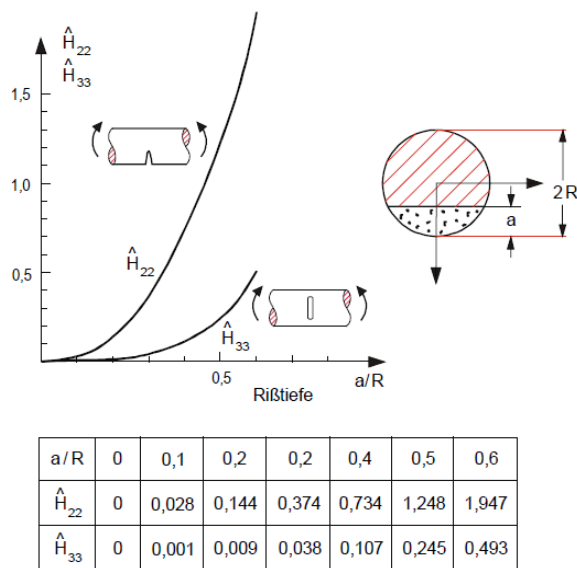 Ĥ22
Ĥ33
1,5
1,0
0,5
Ĥ22
Ĥ33
0,5
a/R
Rißtiefe
2R
a
a/R 0 0,1 0,2 0,2 0,4 0,5 0,6
Ĥ22 0 0,028 0,144 0,374 0,734 1,248 1,947
Ĥ33 0 0,001 0,009 0,038 0,107 0,245 0,493